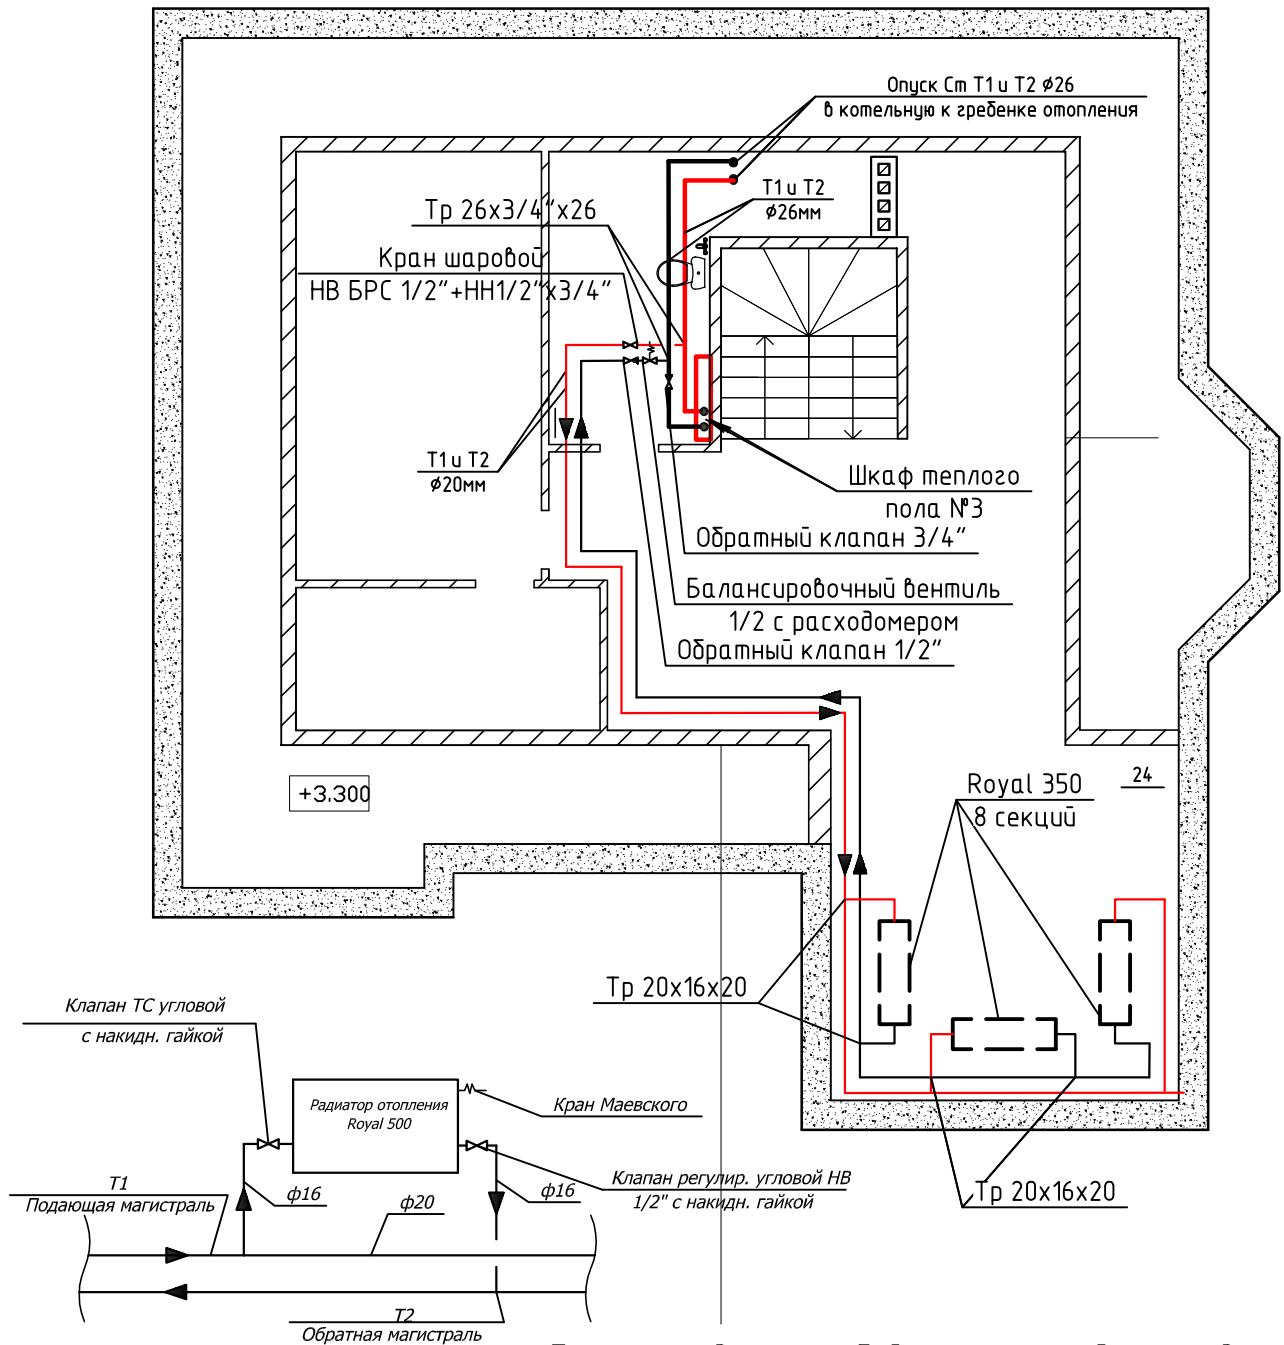 Опуск Ст Т1 и Т2 ⌀26
в котельную к гребенке отопления
Т1 и Т2
⌀26мм
Тр 26х3/4"х26
Кран шаровой
НВ БРС 1/2"+НН1/2"х3/4"
Т1 и Т2
⌀20мм
Шкаф теплого
пола №3
Обратный клапан 3/4"
Балансировочный вентиль
1/2 с расходомером
Обратный клапан 1/2"
+3.300
24
Royal 350
8 секций
Тр 20х16х20
Клапан ТС угловой
с накидн. гайкой
Радиатор отопления
Royal 500
Кран Маевского
Клапан регулир. угловой НВ
1/2" с накидн. гайкой
Т1
Подающая магистраль
ф16
ф20
ф16
Тр 20х16х20
Т2
Обратная магистраль